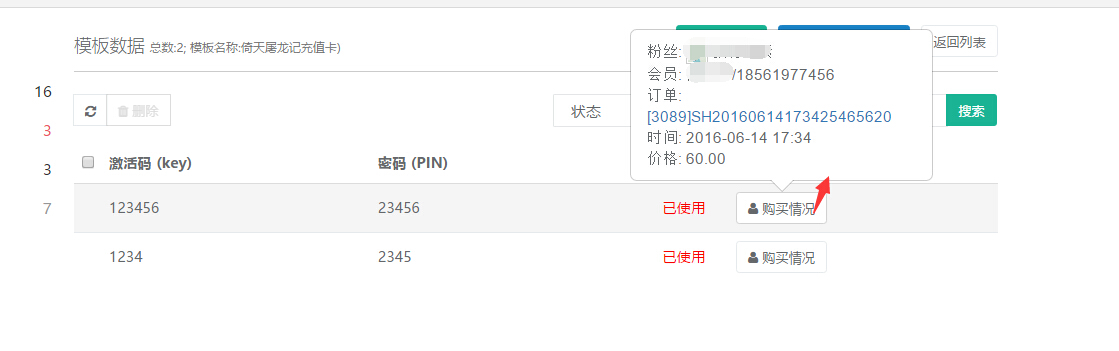 模板数据 总数:2; 模板名称:倚天屠龙记充值卡)
返回列表
粉丝:
会员: /18561977456
订单:
[3089]SH20160614173425465620
时间: 2016-06-14 17:34
价格: 60.00
16
3
3
7
删除
状态
搜索
激活码 (key) 密码 (PIN)
123456 23456 已使用 购买情况
1234 2345 已使用 购买情况